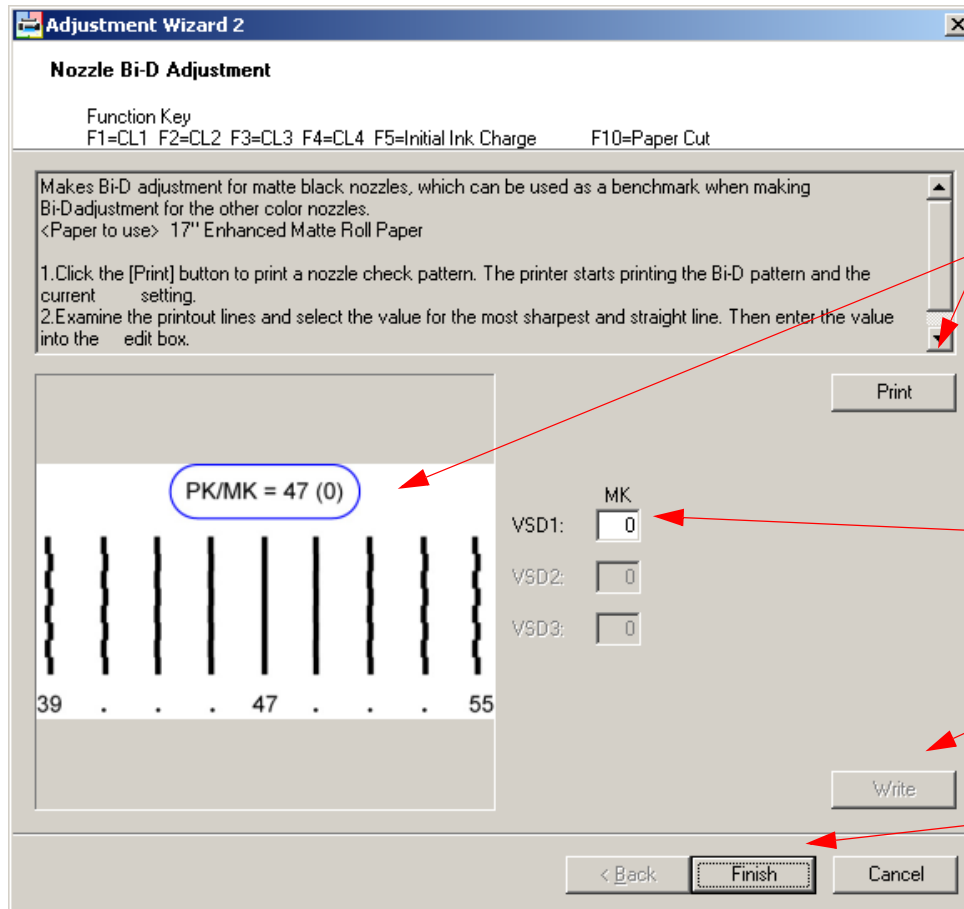 Adjustment Wizard 2
Nozzle Bi-D Adjustment
Function Key
F1=CL1 F2=CL2 F3=CL3 F4=CL4 F5=Initial Ink Charge F10=Paper Cut
Makes Bi-D adjustment for matte black nozzles, which can be used as a benchmark when making
Bi-Dadjustment for the other color nozzles.
<Paper to use> 17" Enhanced Matte Roll Paper
1.Click the [Print] button to print a nozzle check pattern. The printer starts printing the Bi-D pattern and the
current setting.
2.Examine the printout lines and select the value for the most sharpest and straight line. Then enter the value
into the edit box.
Print
PK/MK = 47 (0)
MK
VSD1: 0
VSD2: 0
VSD3: 0
39 . . . 47 . . . 55
Write
< Back Finish Cancel